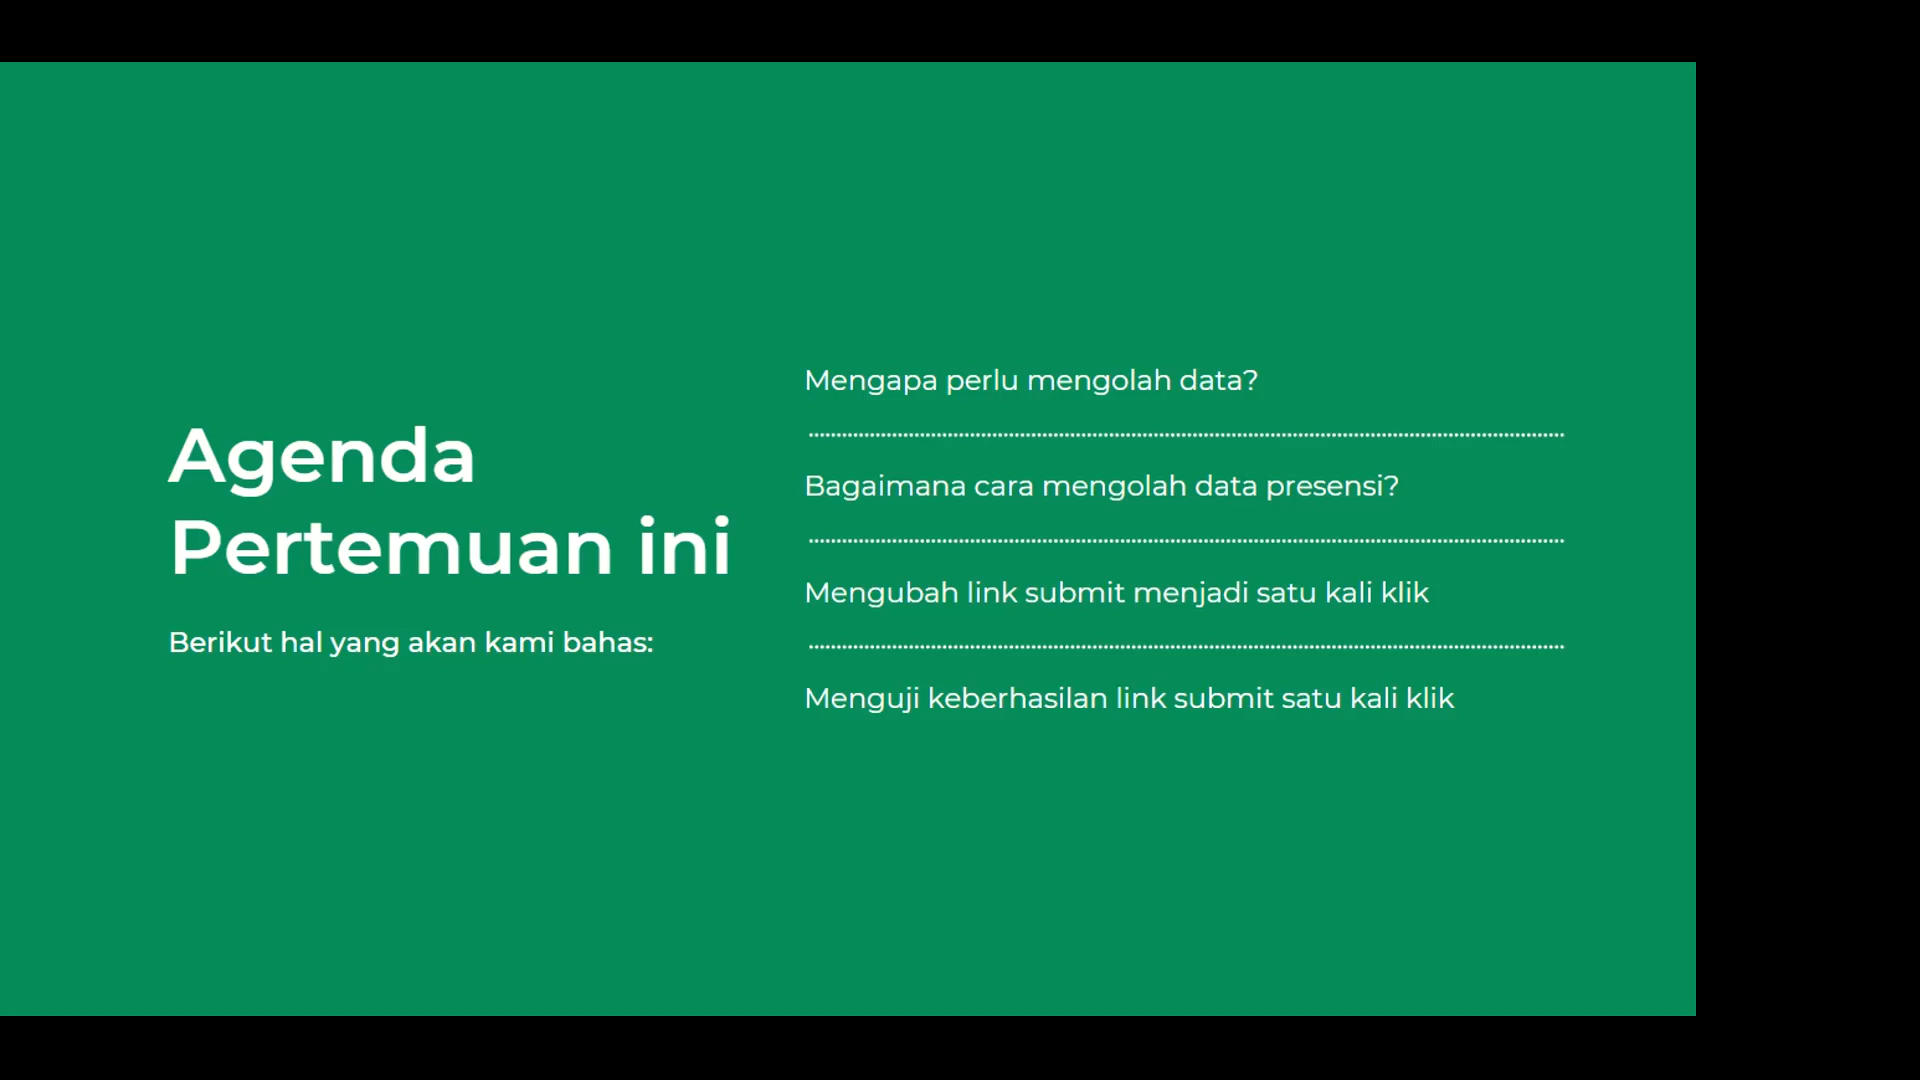 Agenda
Pertemuan ini
Berikut hal yang akan kami bahas:
Mengapa perlu mengolah data?
Bagaimana cara mengolah data presensi?
Mengubah link submit menjadi satu kali klik
Menguji keberhasilan link submit satu kali klik